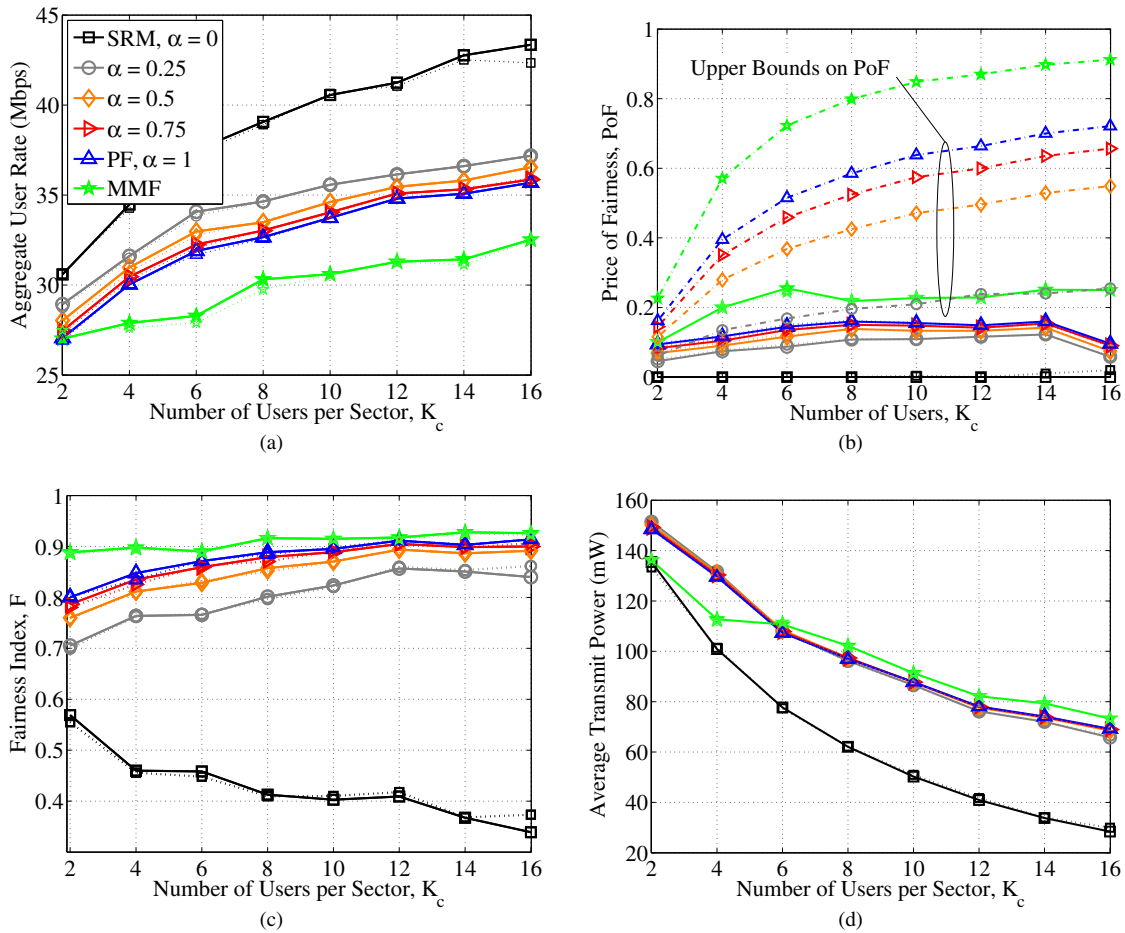 45
40
35
30
25
Aggregate User Rate (Mbps)
SRM, α = 0
α = 0.25
α = 0.5
α = 0.75
PF, α = 1
MMF
2 4 6 8 10 12 14 16
Number of Users per Sector, K_c
(a)
1
0.8
0.6
0.4
0.2
0
Price of Fairness, PoF
Upper Bounds on PoF
2 4 6 8 10 12 14 16
Number of Users, K_c
(b)
1
0.9
0.8
0.7
0.6
0.5
0.4
Fairness Index, F
2 4 6 8 10 12 14 16
Number of Users per Sector, K_c
(c)
160
140
120
100
80
60
40
20
Average Transmit Power (mW)
2 4 6 8 10 12 14 16
Number of Users per Sector, K_c
(d)